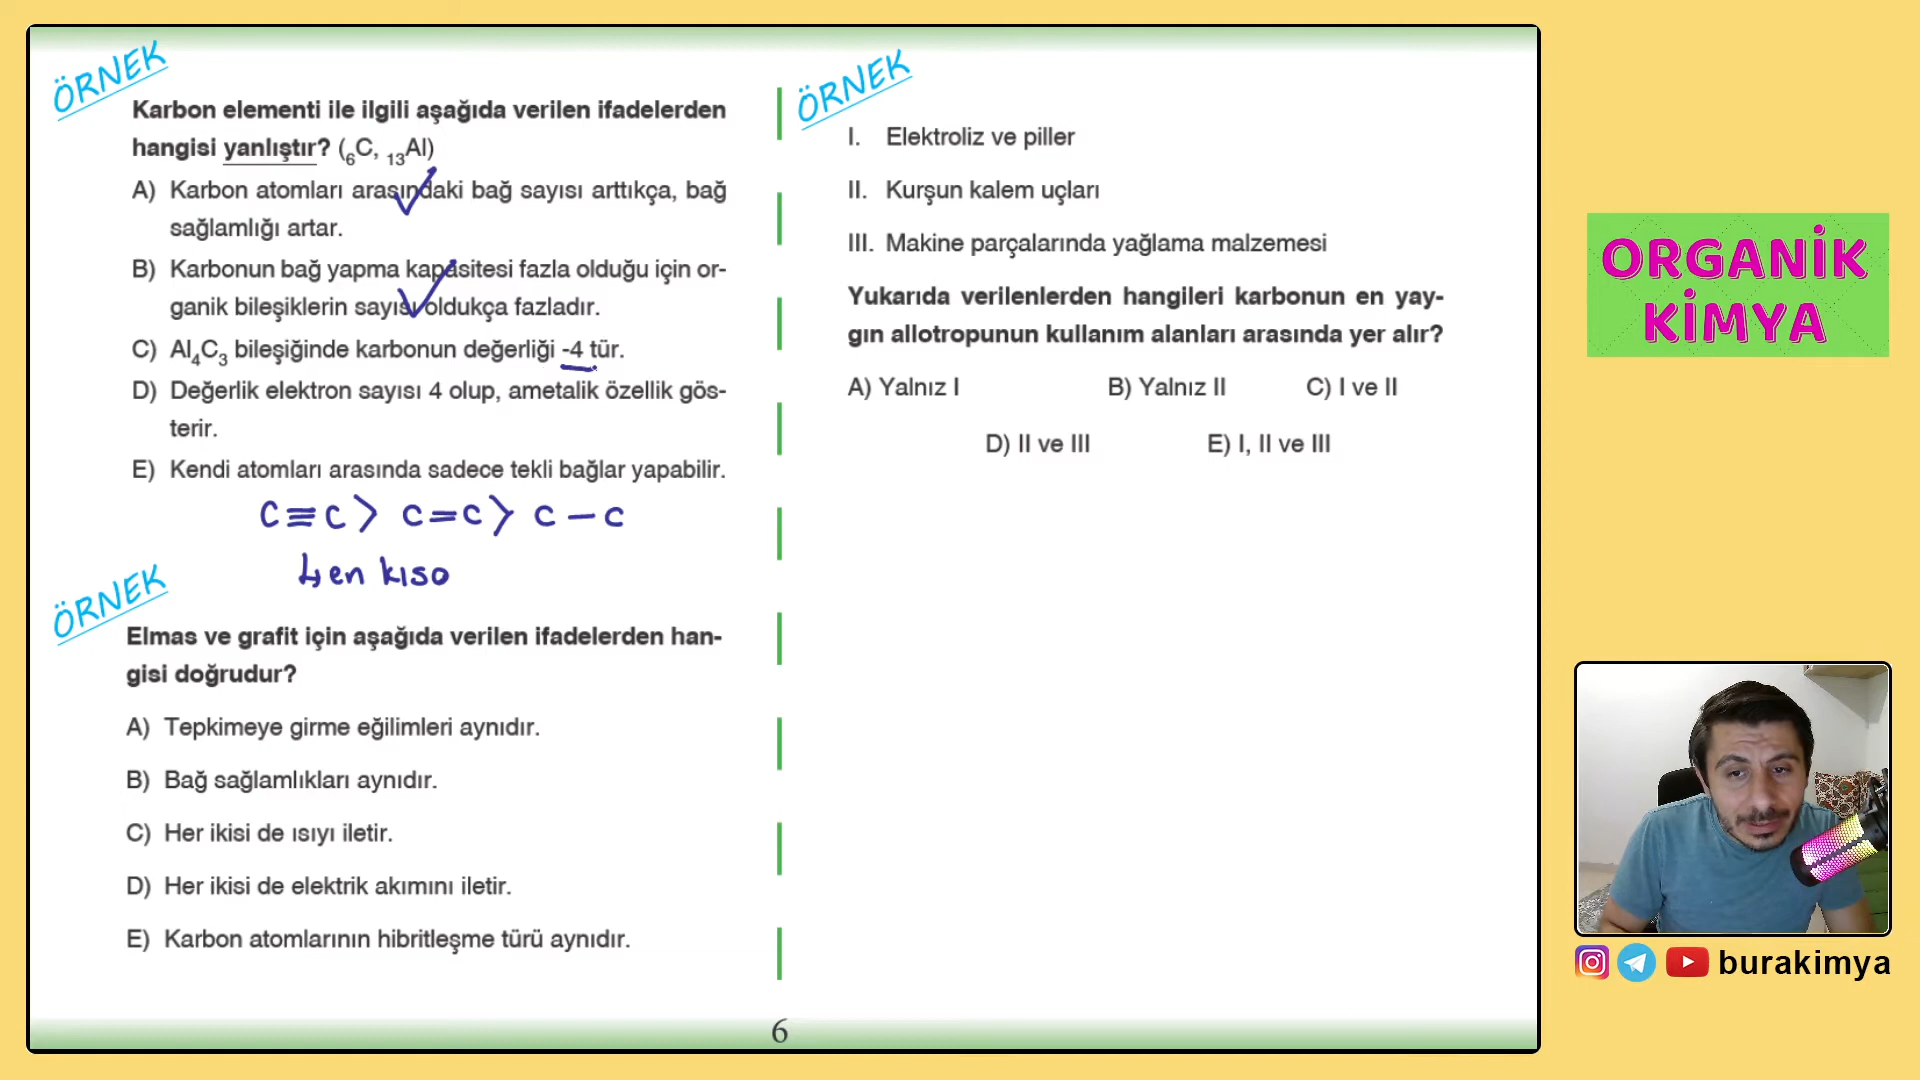 ÖRNEK
Karbon elementi ile ilgili aşağıda verilen ifadelerden
hangisi yanlıştır? (₆C, ₁₃Al)
A) Karbon atomları arasındaki bağ sayısı arttıkça, bağ
sağlamlığı artar.
B) Karbonun bağ yapma kapasitesi fazla olduğu için or-
ganik bileşiklerin sayısı oldukça fazladır.
C) Al₄C₃ bileşiğinde karbonun değerliği -4 tür.
D) Değerlik elektron sayısı 4 olup, ametalik özellik gös-
terir.
E) Kendi atomları arasında sadece tekli bağlar yapabilir.
C≡C > C=C > C-C
↳ en kısa
ÖRNEK
Elmas ve grafit için aşağıda verilen ifadelerden han-
gisi doğrudur?
A) Tepkimeye girme eğilimleri aynıdır.
B) Bağ sağlamlıkları aynıdır.
C) Her ikisi de ısıyı iletir.
D) Her ikisi de elektrik akımını iletir.
E) Karbon atomlarının hibritleşme türü aynıdır.
ÖRNEK
I. Elektroliz ve piller
II. Kurşun kalem uçları
III. Makine parçalarında yağlama malzemesi
Yukarıda verilenlerden hangileri karbonun en yay-
gın allotropunun kullanım alanları arasında yer alır?
A) Yalnız I B) Yalnız II C) I ve II
D) II ve III E) I, II ve III
6
ORGANİK
KİMYA
burakimya